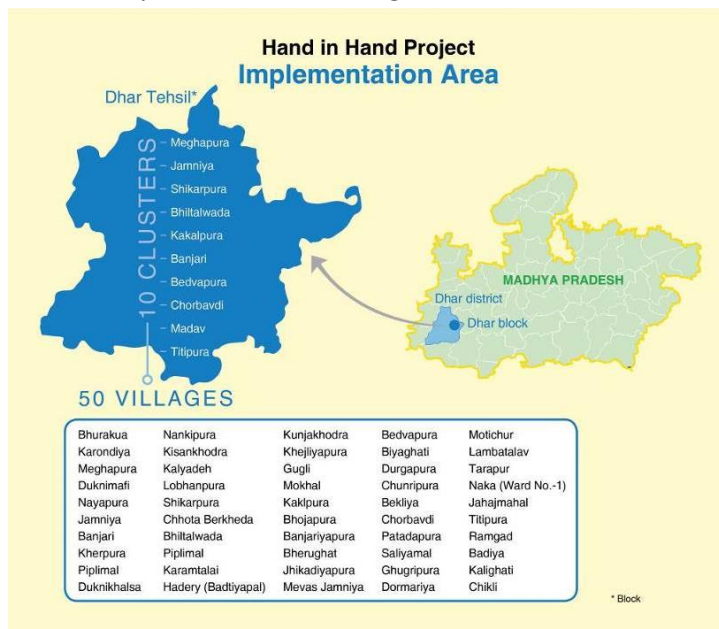 Hand in Hand Project
Implementation Area
Dhar Tehsil*
10 CLUSTERS
Meghapura
Jamniya
Shikarpura
Bhiltalwada
Kakalpura
Banjari
Bedvapura
Chorbavdi
Madav
Titipura
50 VILLAGES
MADHYA PRADESH
Dhar district
Dhar block
Bhurakua Nankipura Kunjakhodra Bedvapura Motichur
Karondiya Kisankhodra Khejliyapura Biyaghati Lambatalav
Meghapura Kalyadeh Gugli Durgapura Tarapur
Duknimafi Lobhanpura Mokhal Chunripura Naka (Ward No.-1)
Nayapura Shikarpura Kaklpura Bekliya Jahajmahal
Jamniya Chhota Berkheda Bhojapura Chorbavdi Titipura
Banjari Bhiltalwada Banjariyapura Patadapura Ramgad
Kherpura Piplimal Bherughat Saliyamal Badiya
Piplimal Karamtalai Jhikadiyapura Ghugripura Kalighati
Duknikhalsa Hadery (Badtiyapal) Mevas Jamniya Dormariya Chikli
* Block